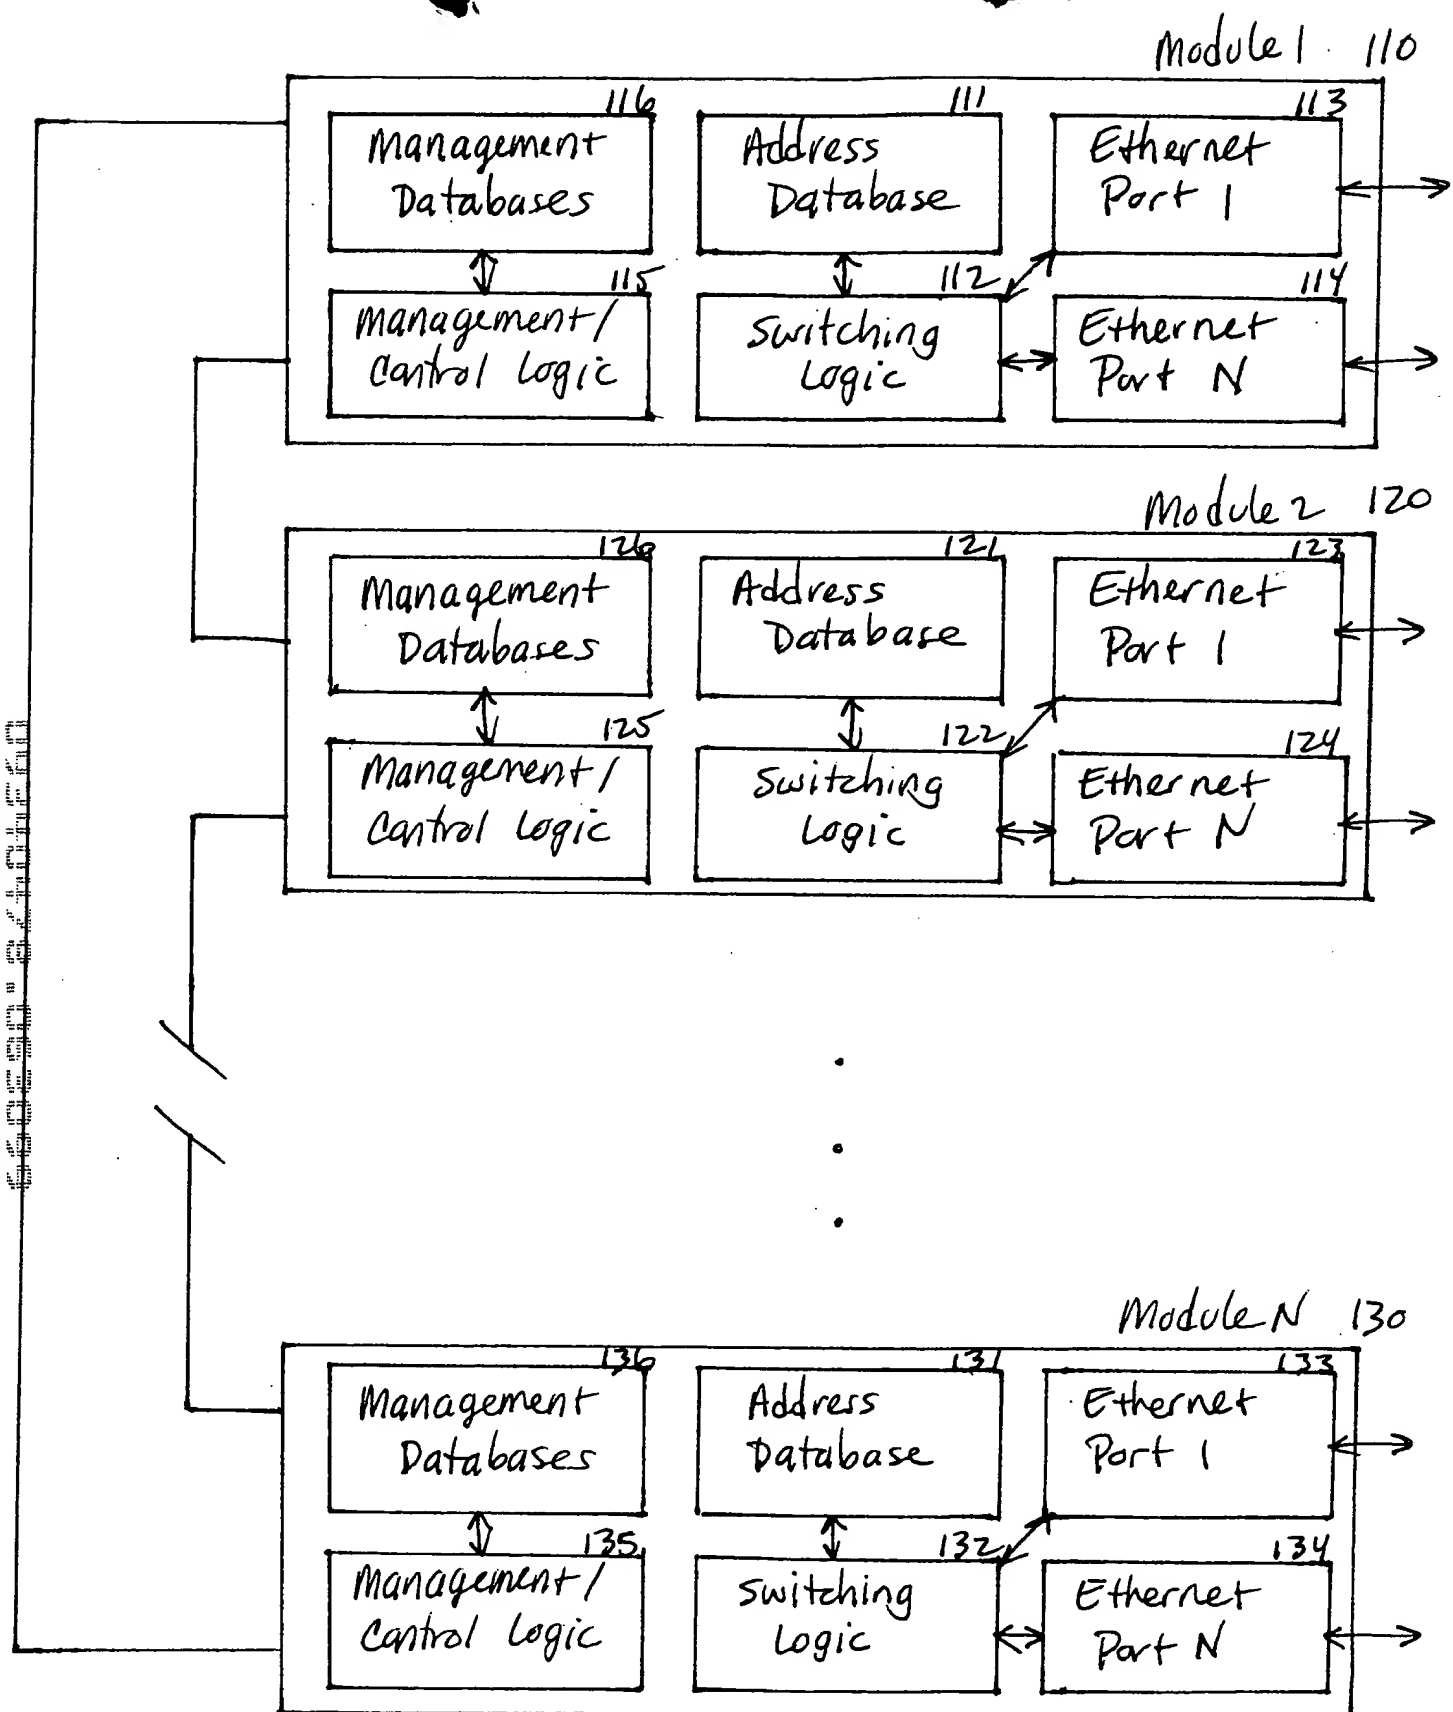 Module 1 110
116
Management
Databases
111
Address
Database
113
Ethernet
Port 1
115
Management/
Control Logic
112
Switching
Logic
114
Ethernet
Port N
Module 2 120
126
Management
Databases
121
Address
Database
123
Ethernet
Port 1
125
Management/
Control Logic
122
Switching
Logic
124
Ethernet
Port N
Module N 130
136
Management
Databases
131
Address
Database
133
Ethernet
Port 1
135
Management/
Control Logic
132
Switching
Logic
134
Ethernet
Port N